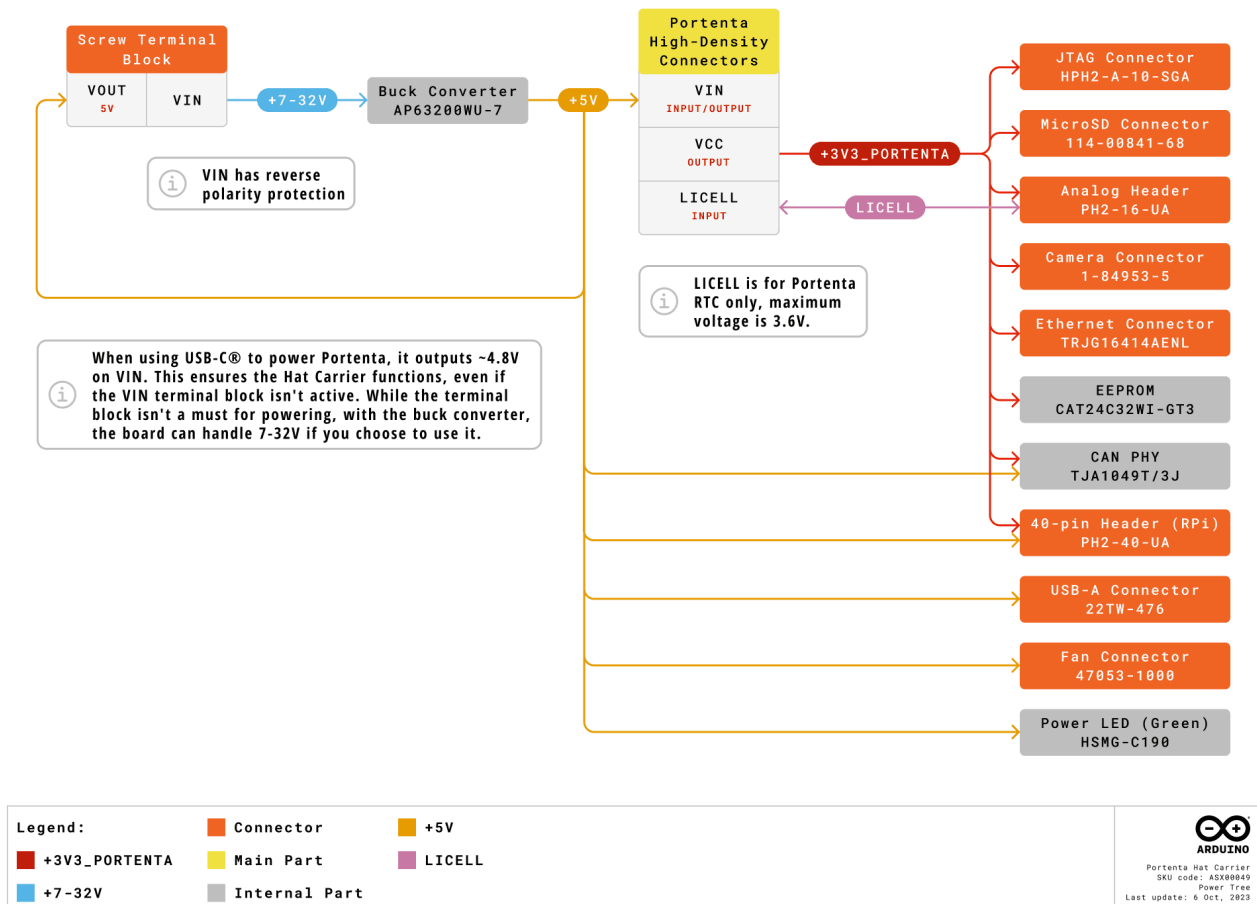 Screw Terminal
Block
VOUT
5V
VIN
+7-32V
Buck Converter
AP63200WU-7
+5V
Portenta
High-Density
Connectors
VIN
INPUT/OUTPUT
VCC
OUTPUT
LICELL
INPUT
+3V3_PORTENTA
LICELL
JTAG Connector
HPH2-A-10-SGA
MicroSD Connector
114-00841-68
Analog Header
PH2-16-UA
Camera Connector
1-84953-5
Ethernet Connector
TRJG16414AENL
EEPROM
CAT24C32WI-GT3
CAN PHY
TJA1049T/3J
40-pin Header (RPi)
PH2-40-UA
USB-A Connector
22TW-476
Fan Connector
47053-1000
Power LED (Green)
HSMG-C190
VIN has reverse
polarity protection
LICELL is for Portenta
RTC only, maximum
voltage is 3.6V.
When using USB-C® to power Portenta, it outputs ~4.8V
on VIN. This ensures the Hat Carrier functions, even if
the VIN terminal block isn't active. While the terminal
block isn't a must for powering, with the buck converter,
the board can handle 7-32V if you choose to use it.
Legend:
+3V3_PORTENTA
+7-32V
Connector
Main Part
Internal Part
+5V
LICELL
ARDUINO
Portenta Hat Carrier
SKU code: ASX00049
Power Tree
Last update: 6 Oct, 2023